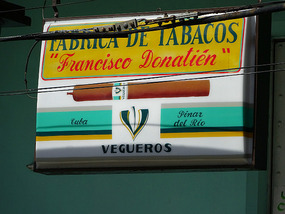 FABRICA DE TABACOS
"Francisco Donatién"
Cuba
Pinar
del Río
VEGUEROS